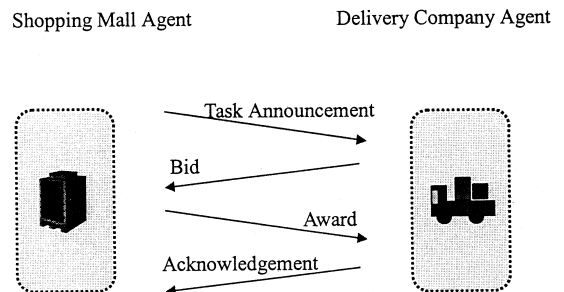 Shopping Mall Agent
Delivery Company Agent
Task Announcement
Bid
Award
Acknowledgement